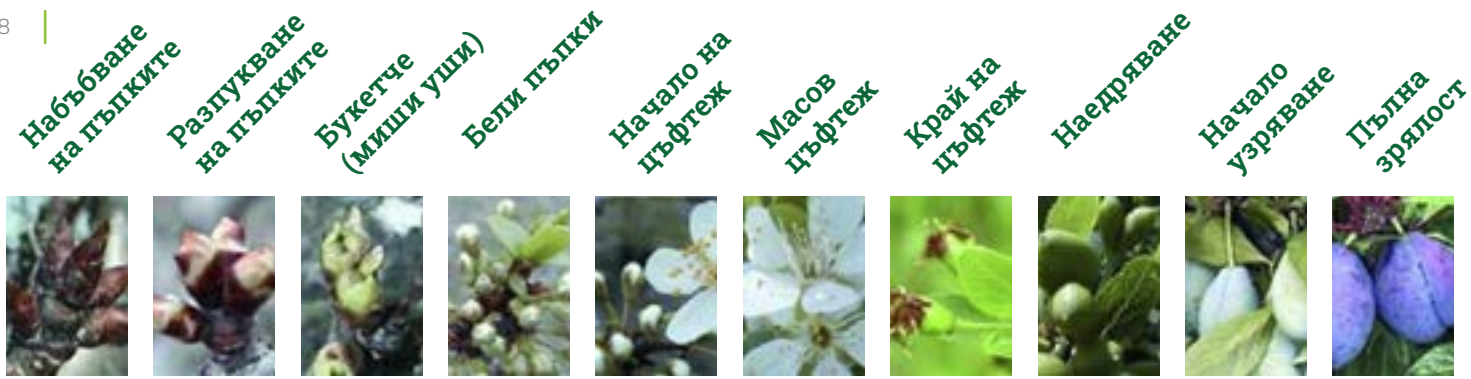 8
Набъбване
на пъпките
Разпукване
на пъпките
Букетче
(миши уши)
Бели пъпки
Начало на
цъфтеж
Масов
цъфтеж
Край на
цъфтеж
Наедряване
Начало
узряване
Пълна
зрялост